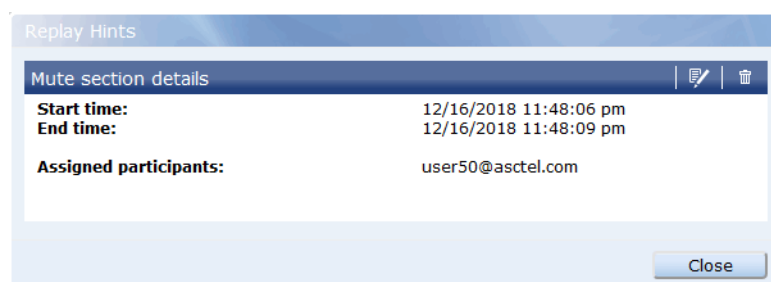 Replay Hints
Mute section details
Start time: 12/16/2018 11:48:06 pm
End time: 12/16/2018 11:48:09 pm
Assigned participants: user50@asctel.com
Close